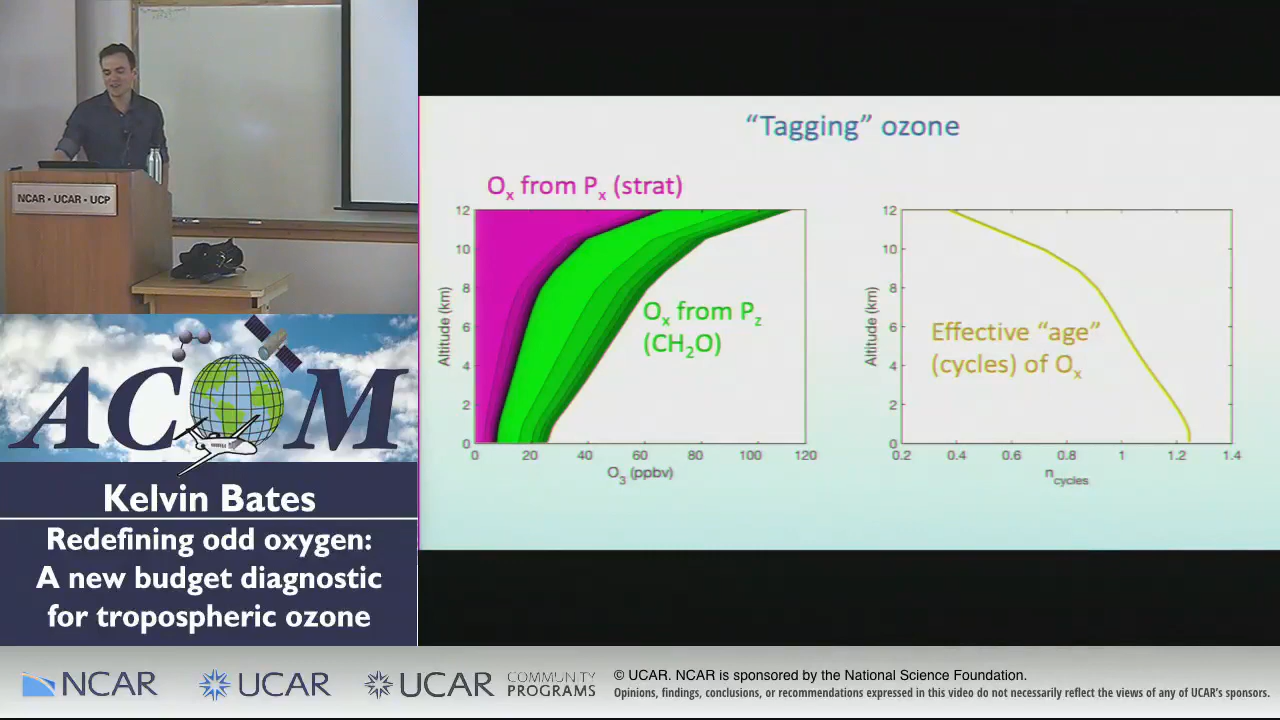 NCAR • UCAR • UCP
ACOM
Kelvin Bates
Redefining odd oxygen:
A new budget diagnostic
for tropospheric ozone
“Tagging” ozone
Oₓ from Pₓ (strat)
12
10
8
6
4
2
0
Altitude (km)
Oₓ from P_z
(CH₂O)
0
20
40
60
80
100
120
O₃ (ppbv)
12
10
8
6
4
2
0
Altitude (km)
Effective “age”
(cycles) of Oₓ
0.2
0.4
0.6
0.8
1
1.2
1.4
n_cycles
NCAR
UCAR
UCAR
COMMUNITY
PROGRAMS
© UCAR. NCAR is sponsored by the National Science Foundation.
Opinions, findings, conclusions, or recommendations expressed in this video do not necessarily reflect the views of any of UCAR's sponsors.